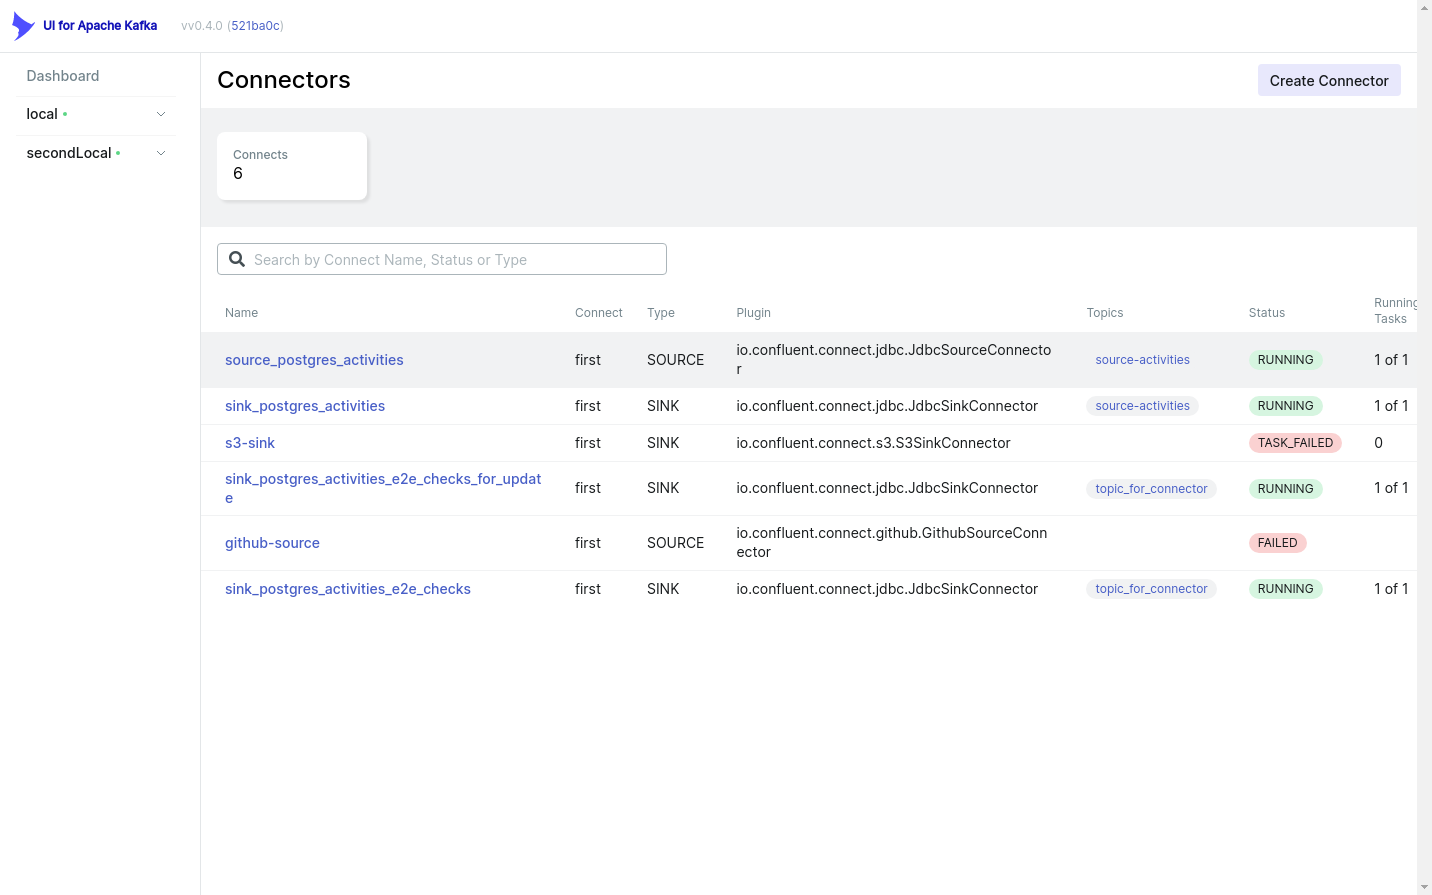 UI for Apache Kafka vv0.4.0 (521ba0c)
Dashboard
local
secondLocal
Connectors
Create Connector
Connects
6
Search by Connect Name, Status or Type
Name Connect Type Plugin Topics Status Running
Tasks
source_postgres_activities first SOURCE io.confluent.connect.jdbc.JdbcSourceConnecto
r source-activities RUNNING 1 of 1
sink_postgres_activities first SINK io.confluent.connect.jdbc.JdbcSinkConnector source-activities RUNNING 1 of 1
s3-sink first SINK io.confluent.connect.s3.S3SinkConnector TASK_FAILED 0
sink_postgres_activities_e2e_checks_for_updat
e first SINK io.confluent.connect.jdbc.JdbcSinkConnector topic_for_connector RUNNING 1 of 1
github-source first SOURCE io.confluent.connect.github.GithubSourceConn
ector FAILED
sink_postgres_activities_e2e_checks first SINK io.confluent.connect.jdbc.JdbcSinkConnector topic_for_connector RUNNING 1 of 1